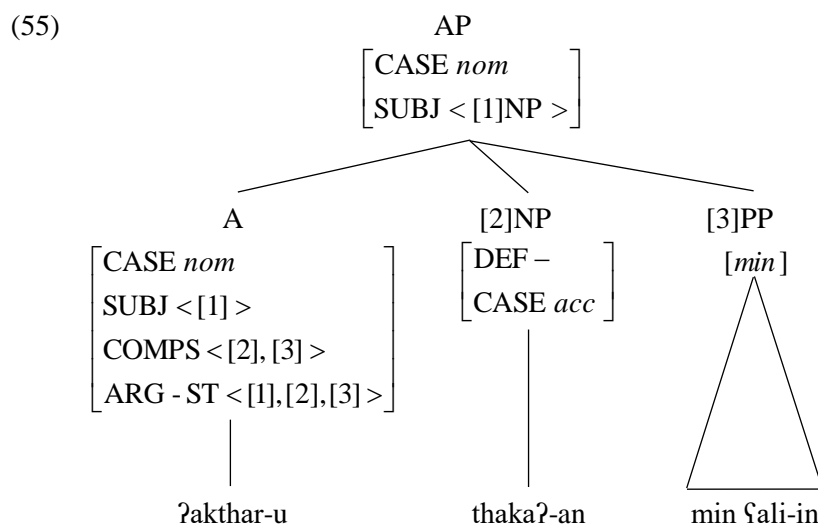 (55) AP
CASE nom
SUBJ < [1]NP >
A [2]NP [3]PP
CASE nom DEF – [min]
SUBJ < [1] > CASE acc
COMPS < [2], [3] >
ARG - ST < [1], [2], [3] >
ʔakthar-u thakaʔ-an min ʕali-in